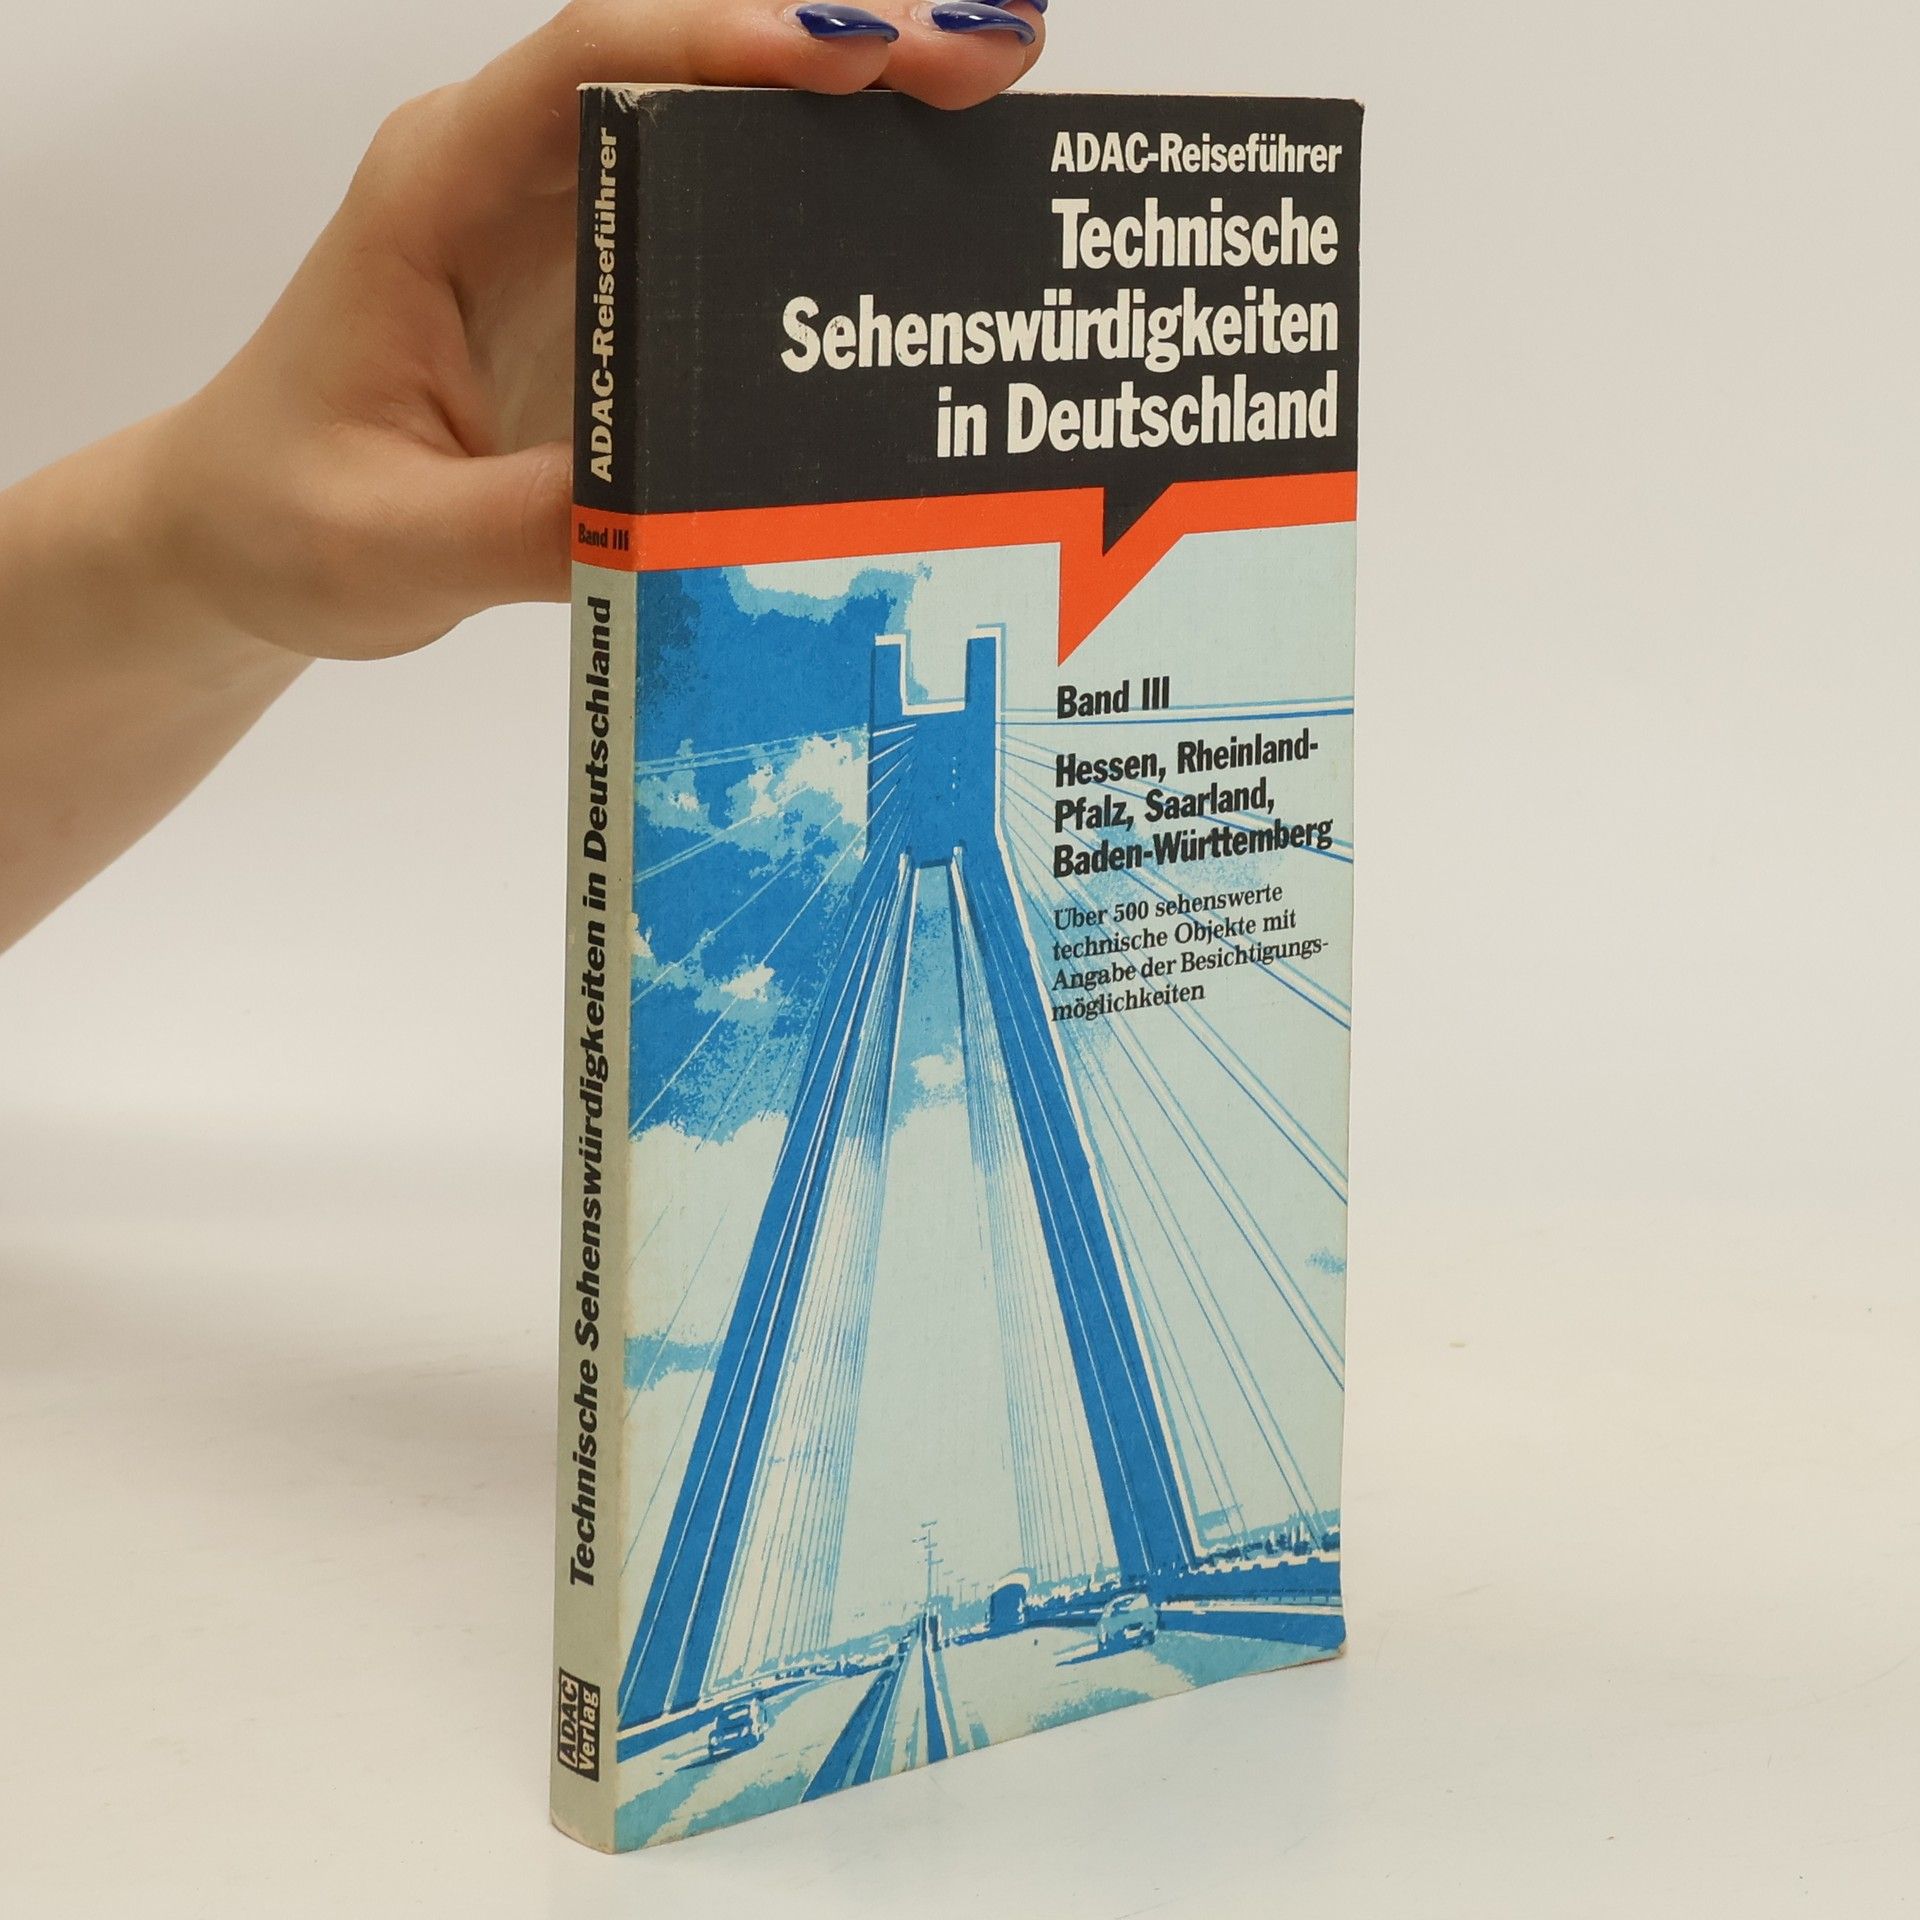 ADAC-Reiseführer
Technische
Sehenswürdigkeiten
in Deutschland
Band III
Hessen, Rheinland-
Pfalz, Saarland,
Baden-Württemberg
Über 500 sehenswerte
technische Objekte mit
Angabe der Besichtigungs-
möglichkeiten
ADAC-Reiseführer
Band III
Technische Sehenswürdigkeiten in Deutschland
ADAC
Verlag